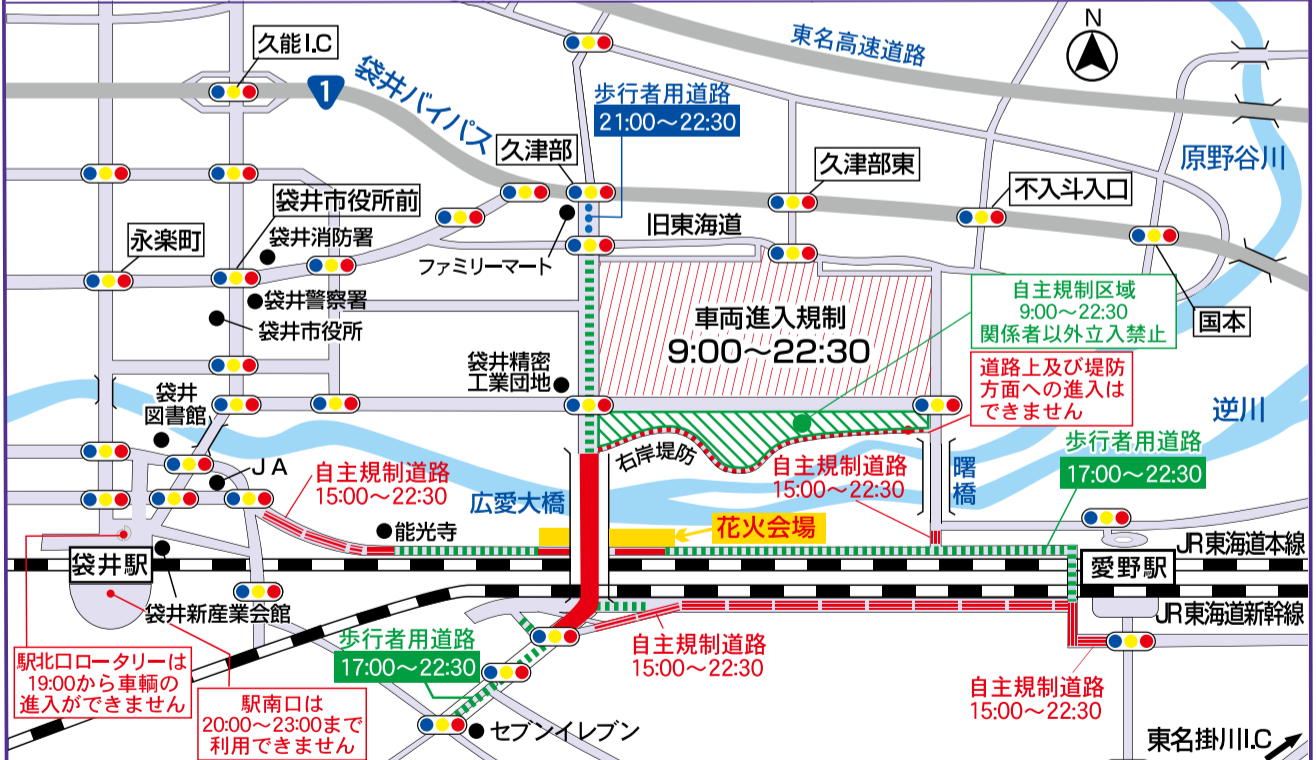 N
久能I.C
1
袋井バイパス
東名高速道路
歩行者用道路
21:00〜22:30
久津部
久津部東
原野谷川
不入斗入口
袋井市役所前
永楽町
袋井消防署
旧東海道
ファミリーマート
袋井警察署
袋井市役所
車両進入規制
9:00〜22:30
自主規制区域
9:00〜22:30
関係者以外立入禁止
国本
袋井精密
工業団地
道路上及び堤防
方面への進入は
できません
袋井
図書館
逆川
JA
右岸堤防
歩行者用道路
17:00〜22:30
自主規制道路
15:00〜22:30
自主規制道路
15:00〜22:30
曙橋
広愛大橋
能光寺
花火会場
JR東海道本線
袋井駅
愛野駅
袋井新産業会館
JR東海道新幹線
歩行者用道路
17:00〜22:30
自主規制道路
15:00〜22:30
駅北口ロータリーは
19:00から車輌の
進入ができません
駅南口は
20:00〜23:00まで
利用できません
自主規制道路
15:00〜22:30
セブンイレブン
東名掛川I.C